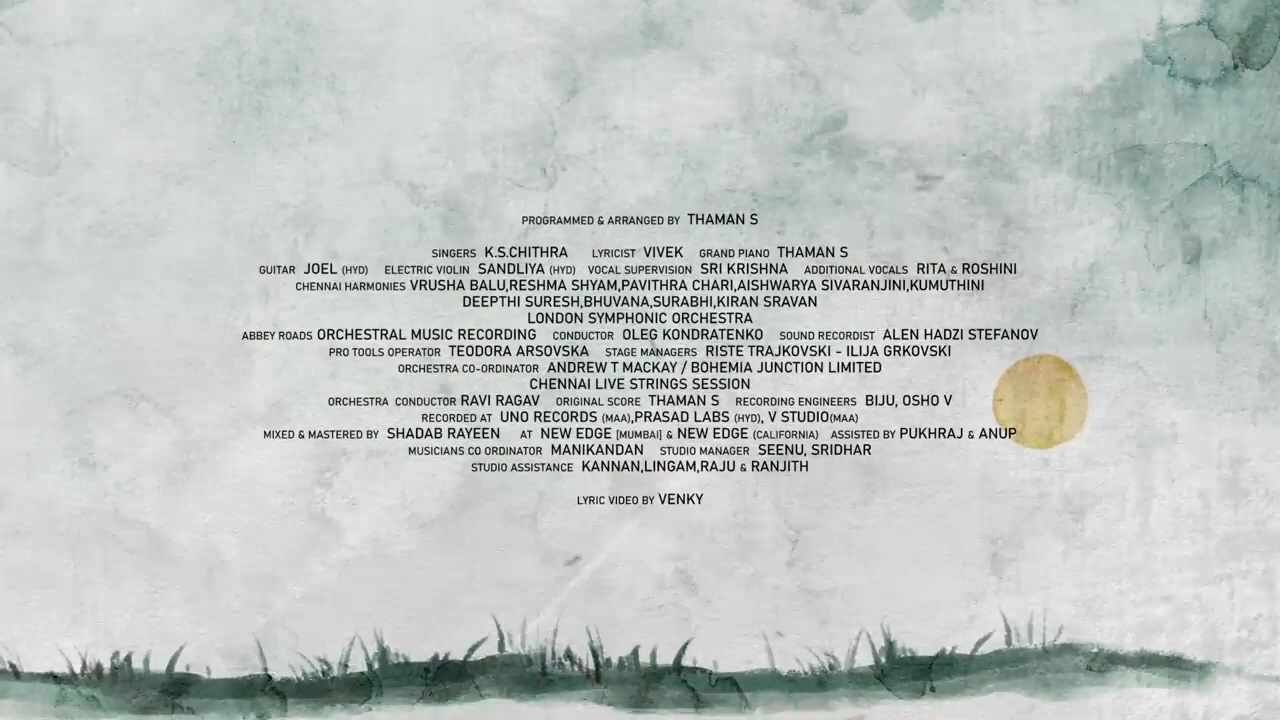 PROGRAMMED & ARRANGED BY THAMAN S
SINGERS K.S.CHITHRA LYRICIST VIVEK GRAND PIANO THAMAN S
GUITAR JOEL (HYD) ELECTRIC VIOLIN SANDLIYA (HYD) VOCAL SUPERVISION SRI KRISHNA ADDITIONAL VOCALS RITA & ROSHINI
CHENNAI HARMONIES VRUSHA BALU,RESHMA SHYAM,PAVITHRA CHARI,AISHWARYA SIVARANJINI,KUMUTHINI
DEEPTHI SURESH,BHUVANA,SURABHI,KIRAN SRAVAN
LONDON SYMPHONIC ORCHESTRA
ABBEY ROADS ORCHESTRAL MUSIC RECORDING CONDUCTOR OLEG KONDRATENKO SOUND RECORDIST ALEN HADZI STEFANOV
PRO TOOLS OPERATOR TEODORA ARSOVSKA STAGE MANAGERS RISTE TRAJKOVSKI - ILIJA GRKOVSKI
ORCHESTRA CO-ORDINATOR ANDREW T MACKAY / BOHEMIA JUNCTION LIMITED
CHENNAI LIVE STRINGS SESSION
ORCHESTRA CONDUCTOR RAVI RAGAV ORIGINAL SCORE THAMAN S RECORDING ENGINEERS BIJU, OSHO V
RECORDED AT UNO RECORDS (MAA),PRASAD LABS (HYD), V STUDIO(MAA)
MIXED & MASTERED BY SHADAB RAYEEN AT NEW EDGE [MUMBAI] & NEW EDGE (CALIFORNIA) ASSISTED BY PUKHRAJ & ANUP
MUSICIANS CO ORDINATOR MANIKANDAN STUDIO MANAGER SEENU, SRIDHAR
STUDIO ASSISTANCE KANNAN,LINGAM,RAJU & RANJITH
LYRIC VIDEO BY VENKY